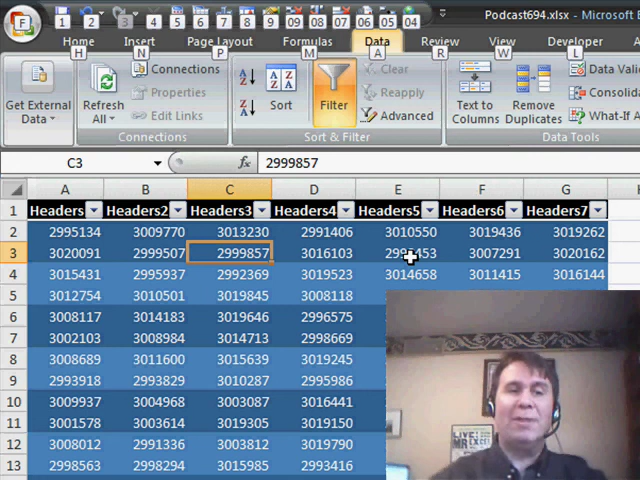 Podcast694.xlsx - Microsoft E
F 1 2 3 4 5 6 7 8 9 09 08 07 06 05 04
Home Insert Page Layout Formulas Data Review View Developer
H N P M A R W L
Get External Data
Refresh All
Connections
Properties
Edit Links
Connections
Sort
Filter
Clear
Reapply
Advanced
Sort & Filter
Text to Columns
Remove Duplicates
Data Valid
Consolida
What-If A
Data Tools
C3 fx 2999857
A B C D E F G
1 Headers Headers2 Headers3 Headers4 Headers5 Headers6 Headers7
2 2995134 3009770 3013230 2991406 3010550 3019436 3019262
3 3020091 2999507 2999857 3016103 3007291 3020162
4 3015431 2995937 2992369 3019523 3014658 3011415 3016144
5 3012754 3010501 3019845 3008118
6 3008117 3014183 3019646 2996575
7 3002103 3008984 3014713 2998669
8 3008689 3011600 3015639 3019245
9 2993918 2993829 3010287 2995986
10 3009937 3004968 3003087 3016441
11 3001578 3003614 3019305 3019150
12 3008012 2991336 3003812 3019790
13 2998563 2998294 3015985 2993416